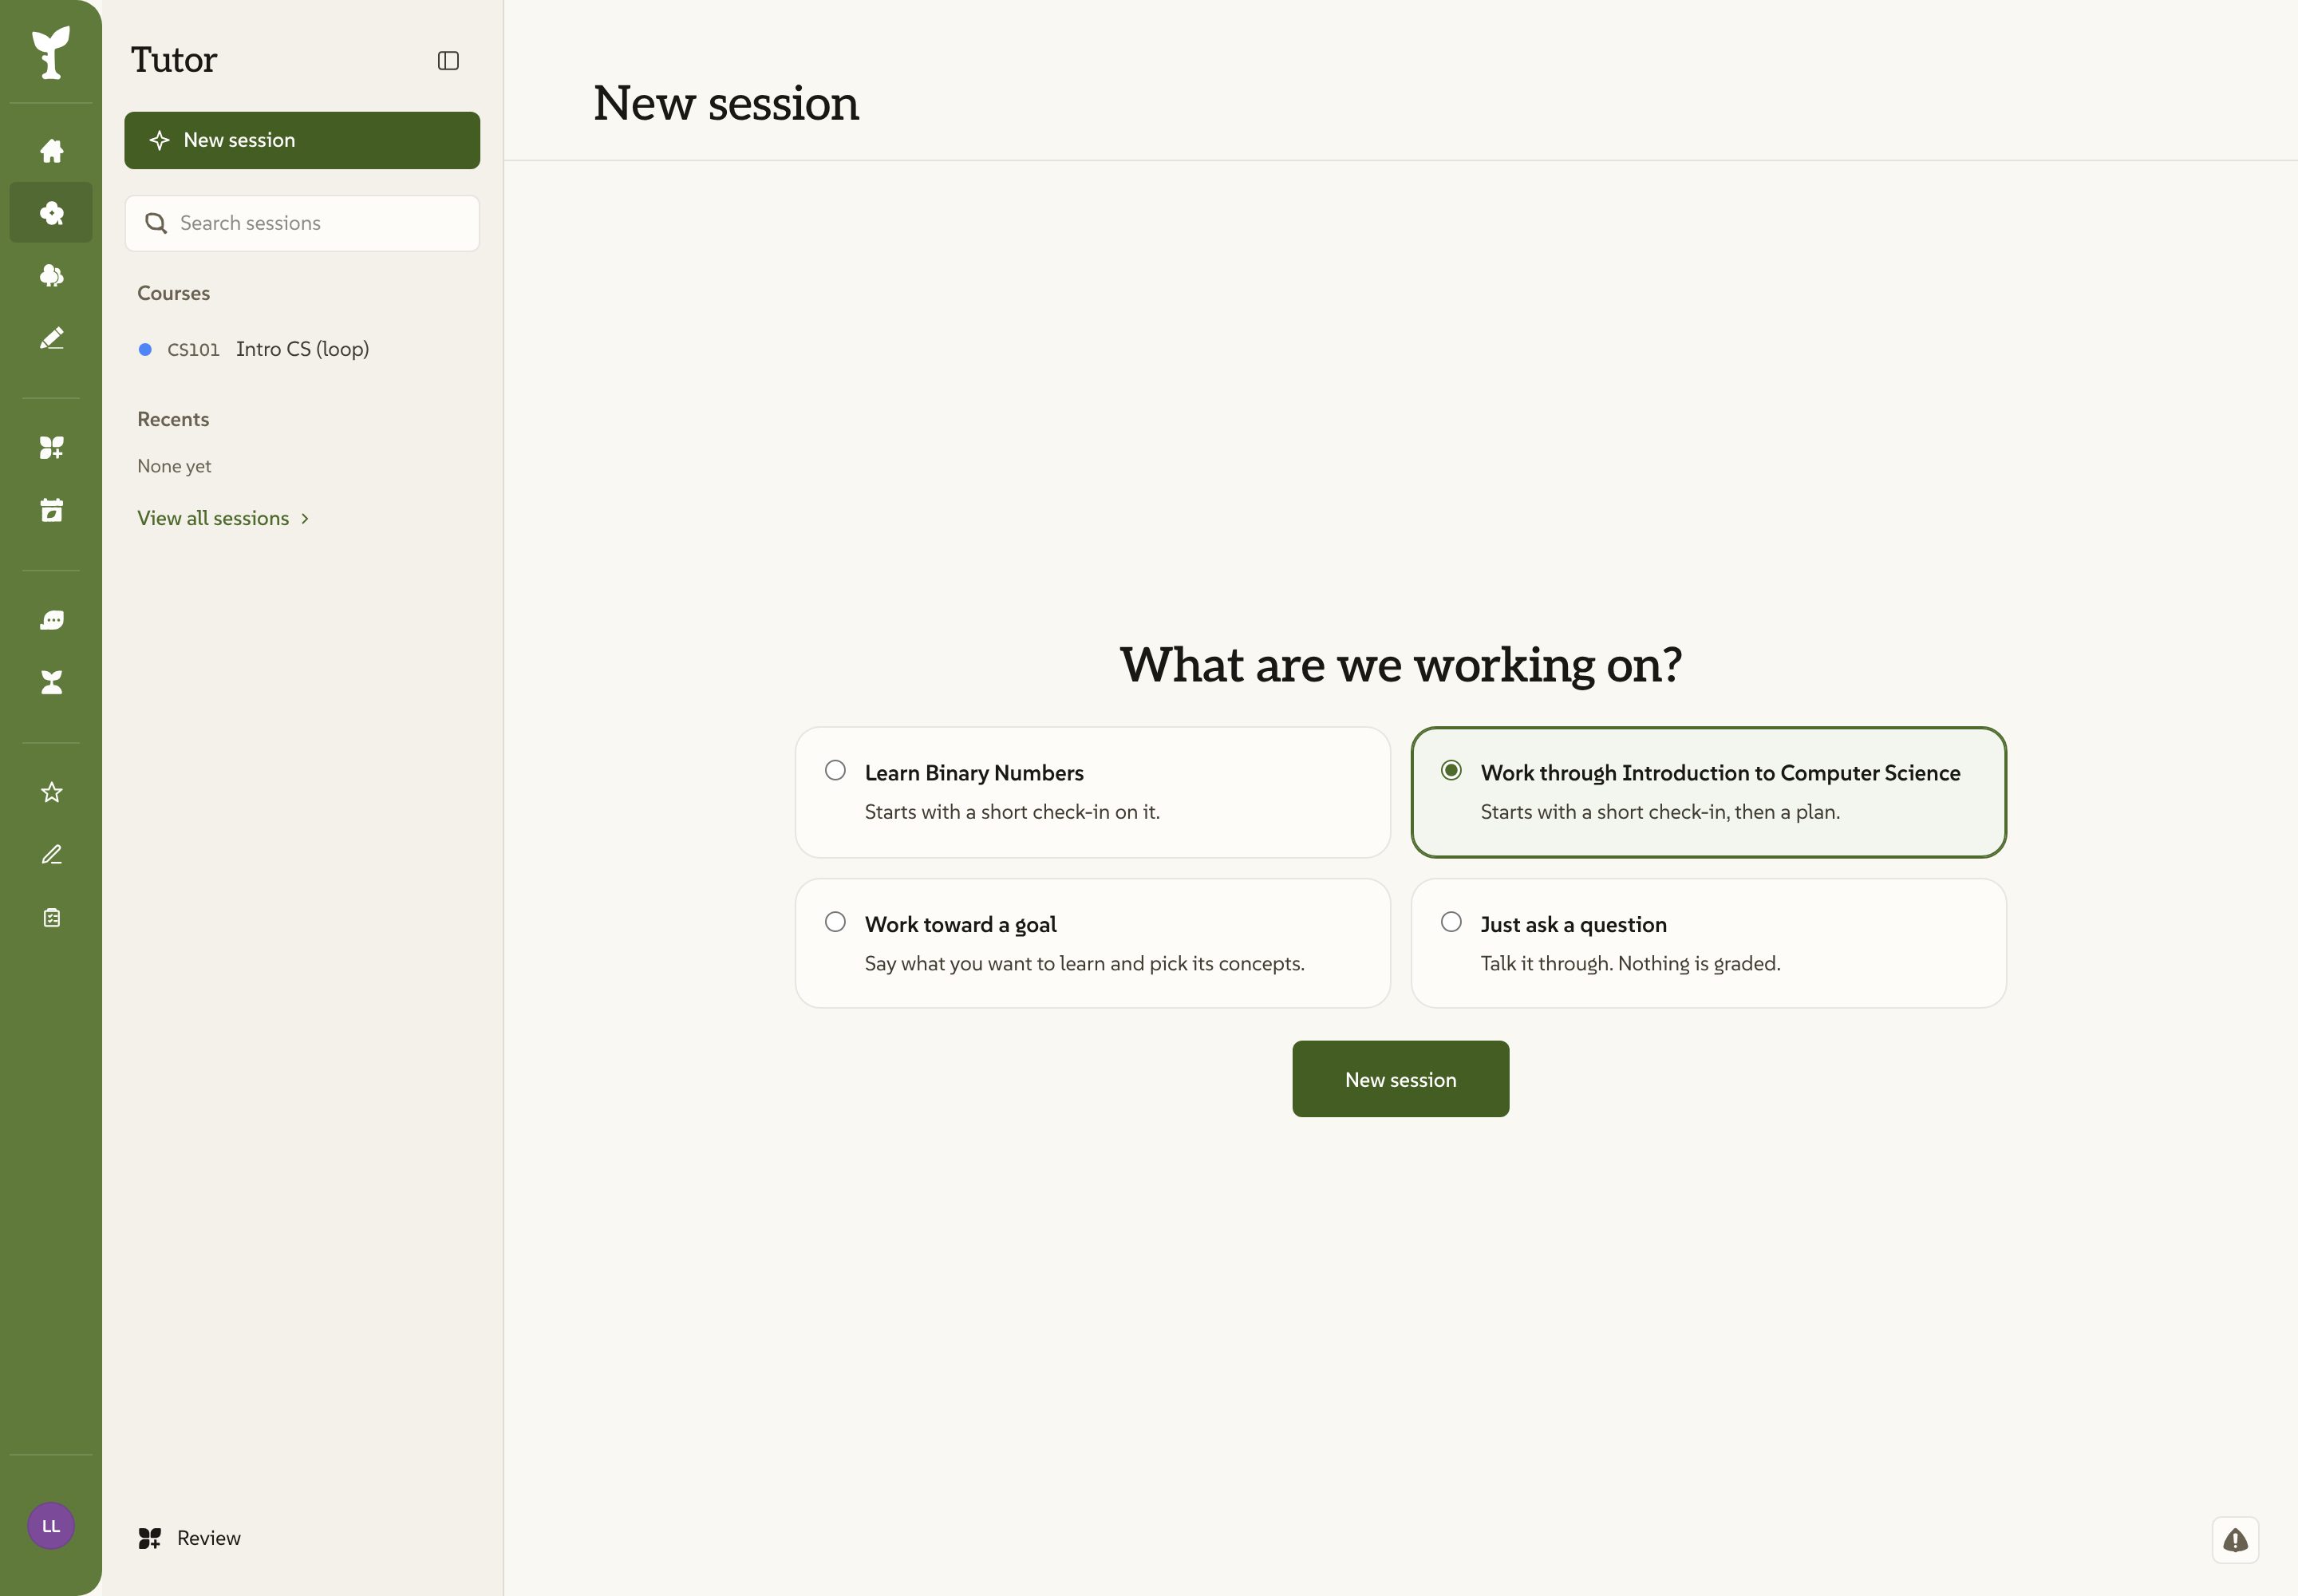 Tutor
New session
Search sessions
Courses
CS101 Intro CS (loop)
Recents
None yet
View all sessions
Review
LL
New session
What are we working on?
Learn Binary Numbers
Starts with a short check-in on it.
Work through Introduction to Computer Science
Starts with a short check-in, then a plan.
Work toward a goal
Say what you want to learn and pick its concepts.
Just ask a question
Talk it through. Nothing is graded.
New session